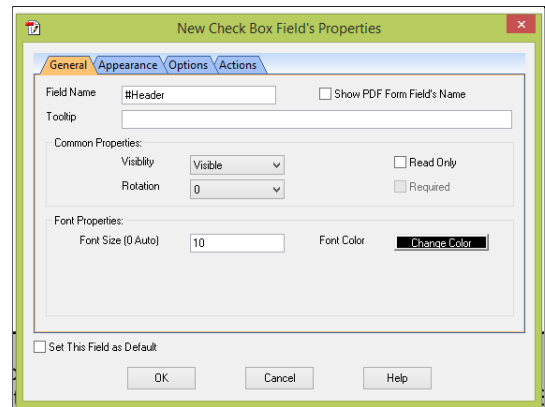 New Check Box Field's Properties
General Appearance Options Actions
Field Name #Header Show PDF Form Field's Name
Tooltip
Common Properties:
Visiblity Visible Read Only
Rotation 0 Required
Font Properties:
Font Size (0 Auto) 10 Font Color Change Color
Set This Field as Default
OK Cancel Help